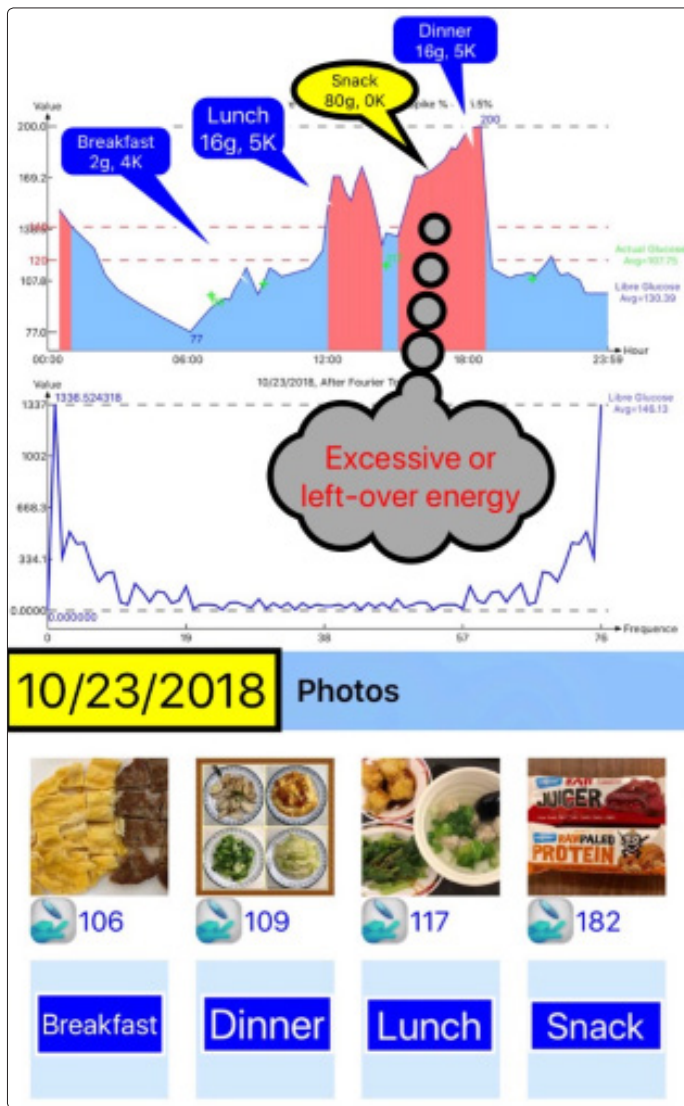 Dinner
16g, 5K
Snack
80g, 0K
Lunch
16g, 5K
Breakfast
2g, 4K
Value
200.0
200
169.2
120
107.8
77.0
77
Actual Glucose
Avg=107.75
Libre Glucose
Avg=130.39
00:00 06:00 12:00 18:00 23:59
Hour
Value
10/23/2018, After Fourier
1336.524318
Libre Glucose
Avg=146.13
1337
1002
668.3
334.1
0.0000
0.000000
0 19 38 57 76
Frequence
Excessive or
left-over energy
10/23/2018 Photos
RAW
JUICER
RAW PALEO
PROTEIN
106 109 117 182
Breakfast Dinner Lunch Snack